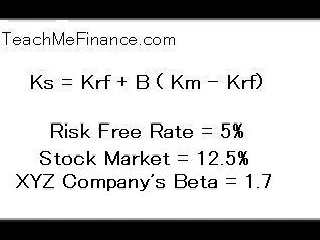 TeachMeFinance.com
Ks = Krf + B ( Km - Krf)
Risk Free Rate = 5%
Stock Market = 12.5%
XYZ Company's Beta = 1.7